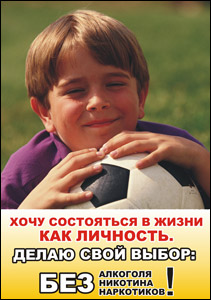 ХОЧУ СОСТОЯТЬСЯ В ЖИЗНИ
КАК ЛИЧНОСТЬ.
ДЕЛАЮ СВОЙ ВЫБОР:
БЕЗ АЛКОГОЛЯ
НИКОТИНА
НАРКОТИКОВ!